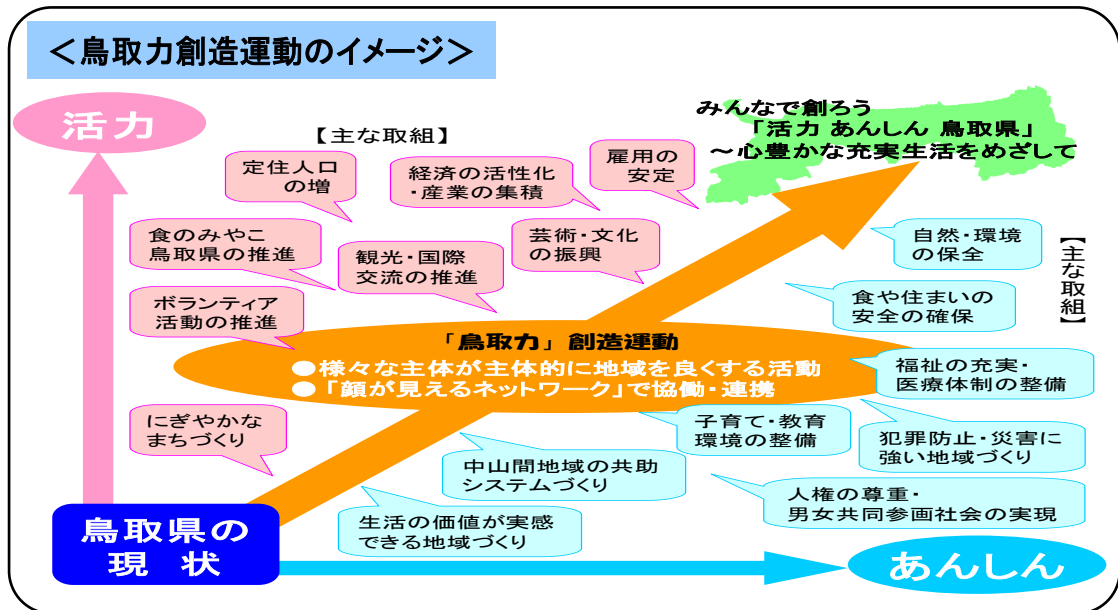 ＜鳥取力創造運動のイメージ＞
活力
【主な取組】
みんなで創ろう
「活力 あんしん 鳥取県」
～心豊かな充実生活をめざして
定住人口
の増
経済の活性化
・産業の集積
雇用の
安定
食のみやこ
鳥取県の推進
観光・国際
交流の推進
芸術・文化
の振興
自然・環境
の保全
【主な取組】
ボランティア
活動の推進
食や住まいの
安全の確保
「鳥取力」創造運動
●様々な主体が主体的に地域を良くする活動
●「顔が見えるネットワーク」で協働・連携
福祉の充実・
医療体制の整備
にぎやかな
まちづくり
子育て・教育
環境の整備
犯罪防止・災害に
強い地域づくり
中山間地域の共助
システムづくり
人権の尊重・
男女共同参画社会の実現
生活の価値が実感
できる地域づくり
鳥取県の
現 状
あんしん